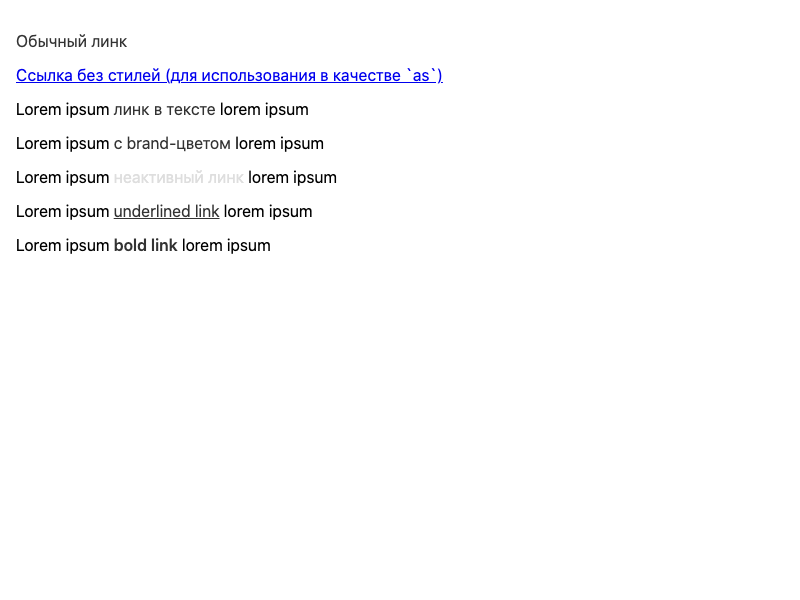 Обычный линк
Ссылка без стилей (для использования в качестве `as`)
Lorem ipsum линк в тексте lorem ipsum
Lorem ipsum с brand-цветом lorem ipsum
Lorem ipsum неактивный линк lorem ipsum
Lorem ipsum underlined link lorem ipsum
Lorem ipsum bold link lorem ipsum